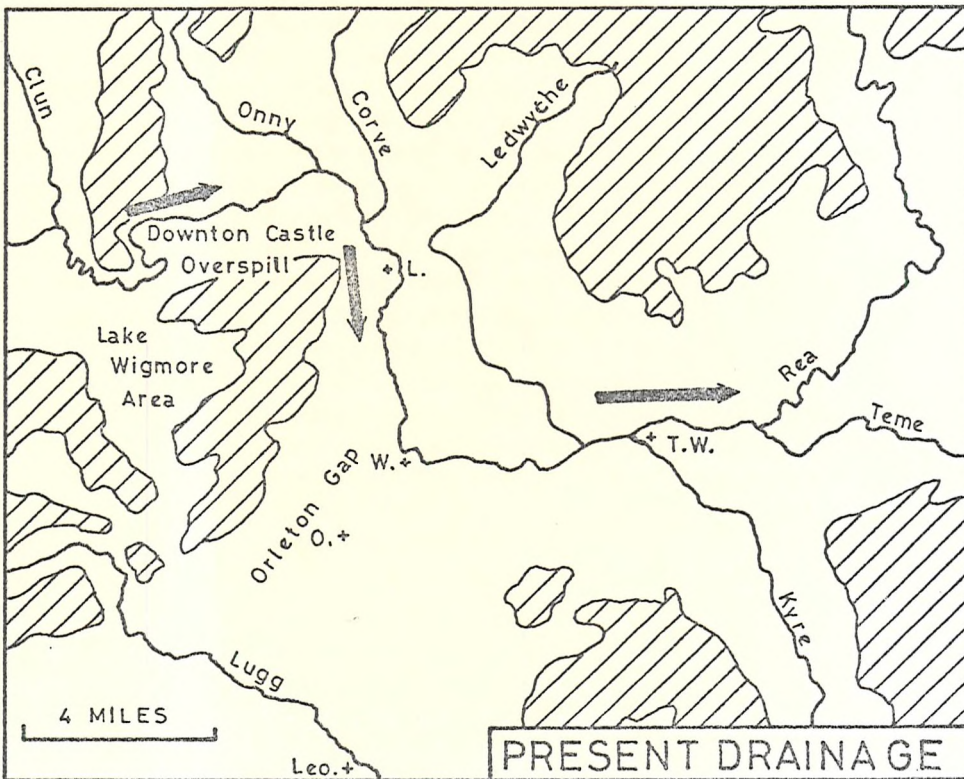 Clun
Onny
Corve
Ledwyche
Downton Castle
Overspill
L.
Lake
Wigmore
Area
Rea
Teme
T.W.
W.
Orleton Gap
O.
Kyre
Lugg
4 MILES
Leo.
PRESENT DRAINAGE